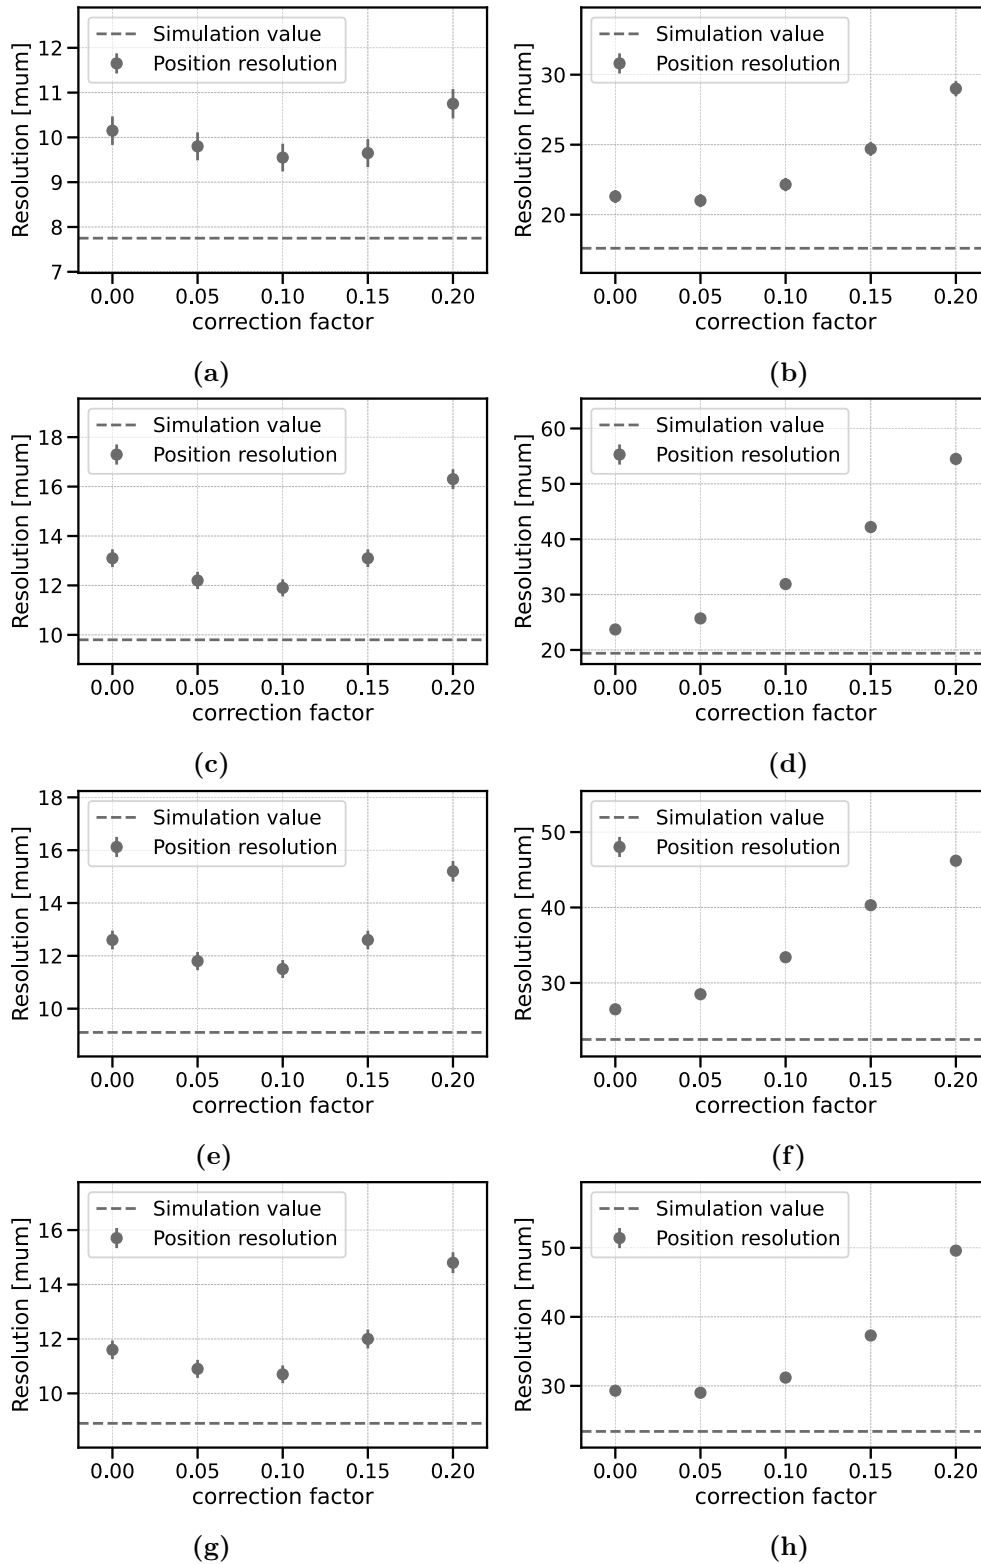 Resolution [mum]
12
11
10
9
8
7
Simulation value
Position resolution
0.00 0.05 0.10 0.15 0.20
correction factor
(a)
Resolution [mum]
30
25
20
Simulation value
Position resolution
0.00 0.05 0.10 0.15 0.20
correction factor
(b)
Resolution [mum]
18
16
14
12
10
Simulation value
Position resolution
0.00 0.05 0.10 0.15 0.20
correction factor
(c)
Resolution [mum]
60
50
40
30
20
Simulation value
Position resolution
0.00 0.05 0.10 0.15 0.20
correction factor
(d)
Resolution [mum]
18
16
14
12
10
Simulation value
Position resolution
0.00 0.05 0.10 0.15 0.20
correction factor
(e)
Resolution [mum]
50
40
30
Simulation value
Position resolution
0.00 0.05 0.10 0.15 0.20
correction factor
(f)
Resolution [mum]
16
14
12
10
Simulation value
Position resolution
0.00 0.05 0.10 0.15 0.20
correction factor
(g)
Resolution [mum]
50
40
30
Simulation value
Position resolution
0.00 0.05 0.10 0.15 0.20
correction factor
(h)